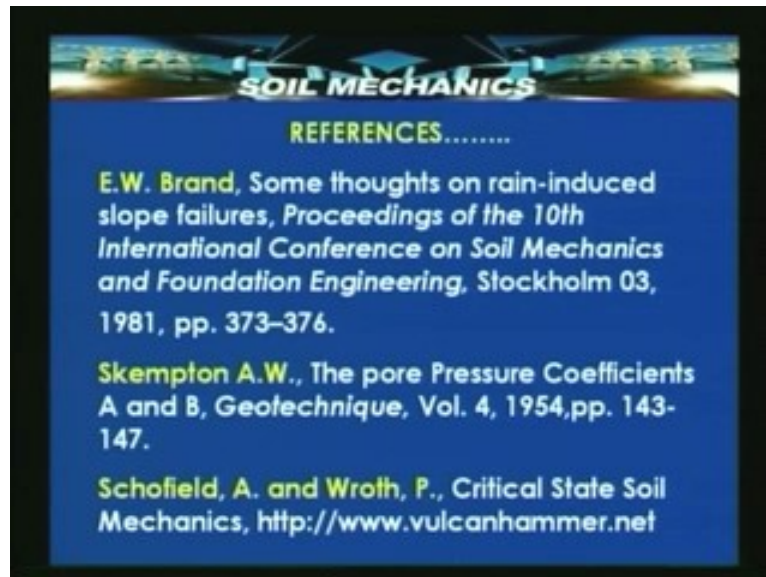 SOIL MECHANICS
REFERENCES........
E.W. Brand, Some thoughts on rain-induced
slope failures, Proceedings of the 10th
International Conference on Soil Mechanics
and Foundation Engineering, Stockholm 03,
1981, pp. 373–376.
Skempton A.W., The pore Pressure Coefficients
A and B, Geotechnique, Vol. 4, 1954,pp. 143-
147.
Schofield, A. and Wroth, P., Critical State Soil
Mechanics, http://www.vulcanhammer.net